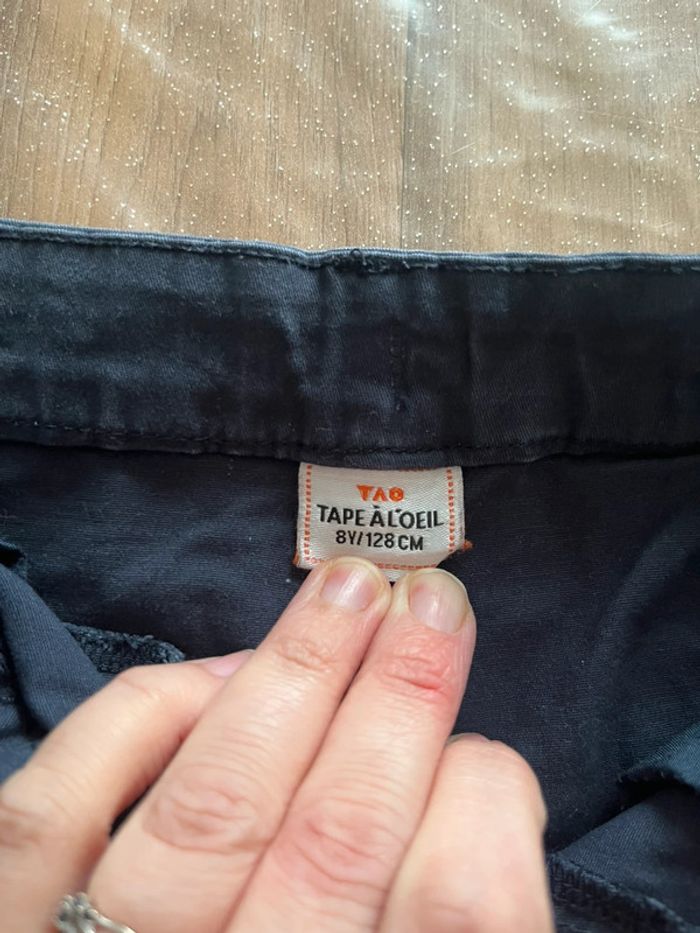 TAO
TAPE À L'OEIL
8Y/128 CM